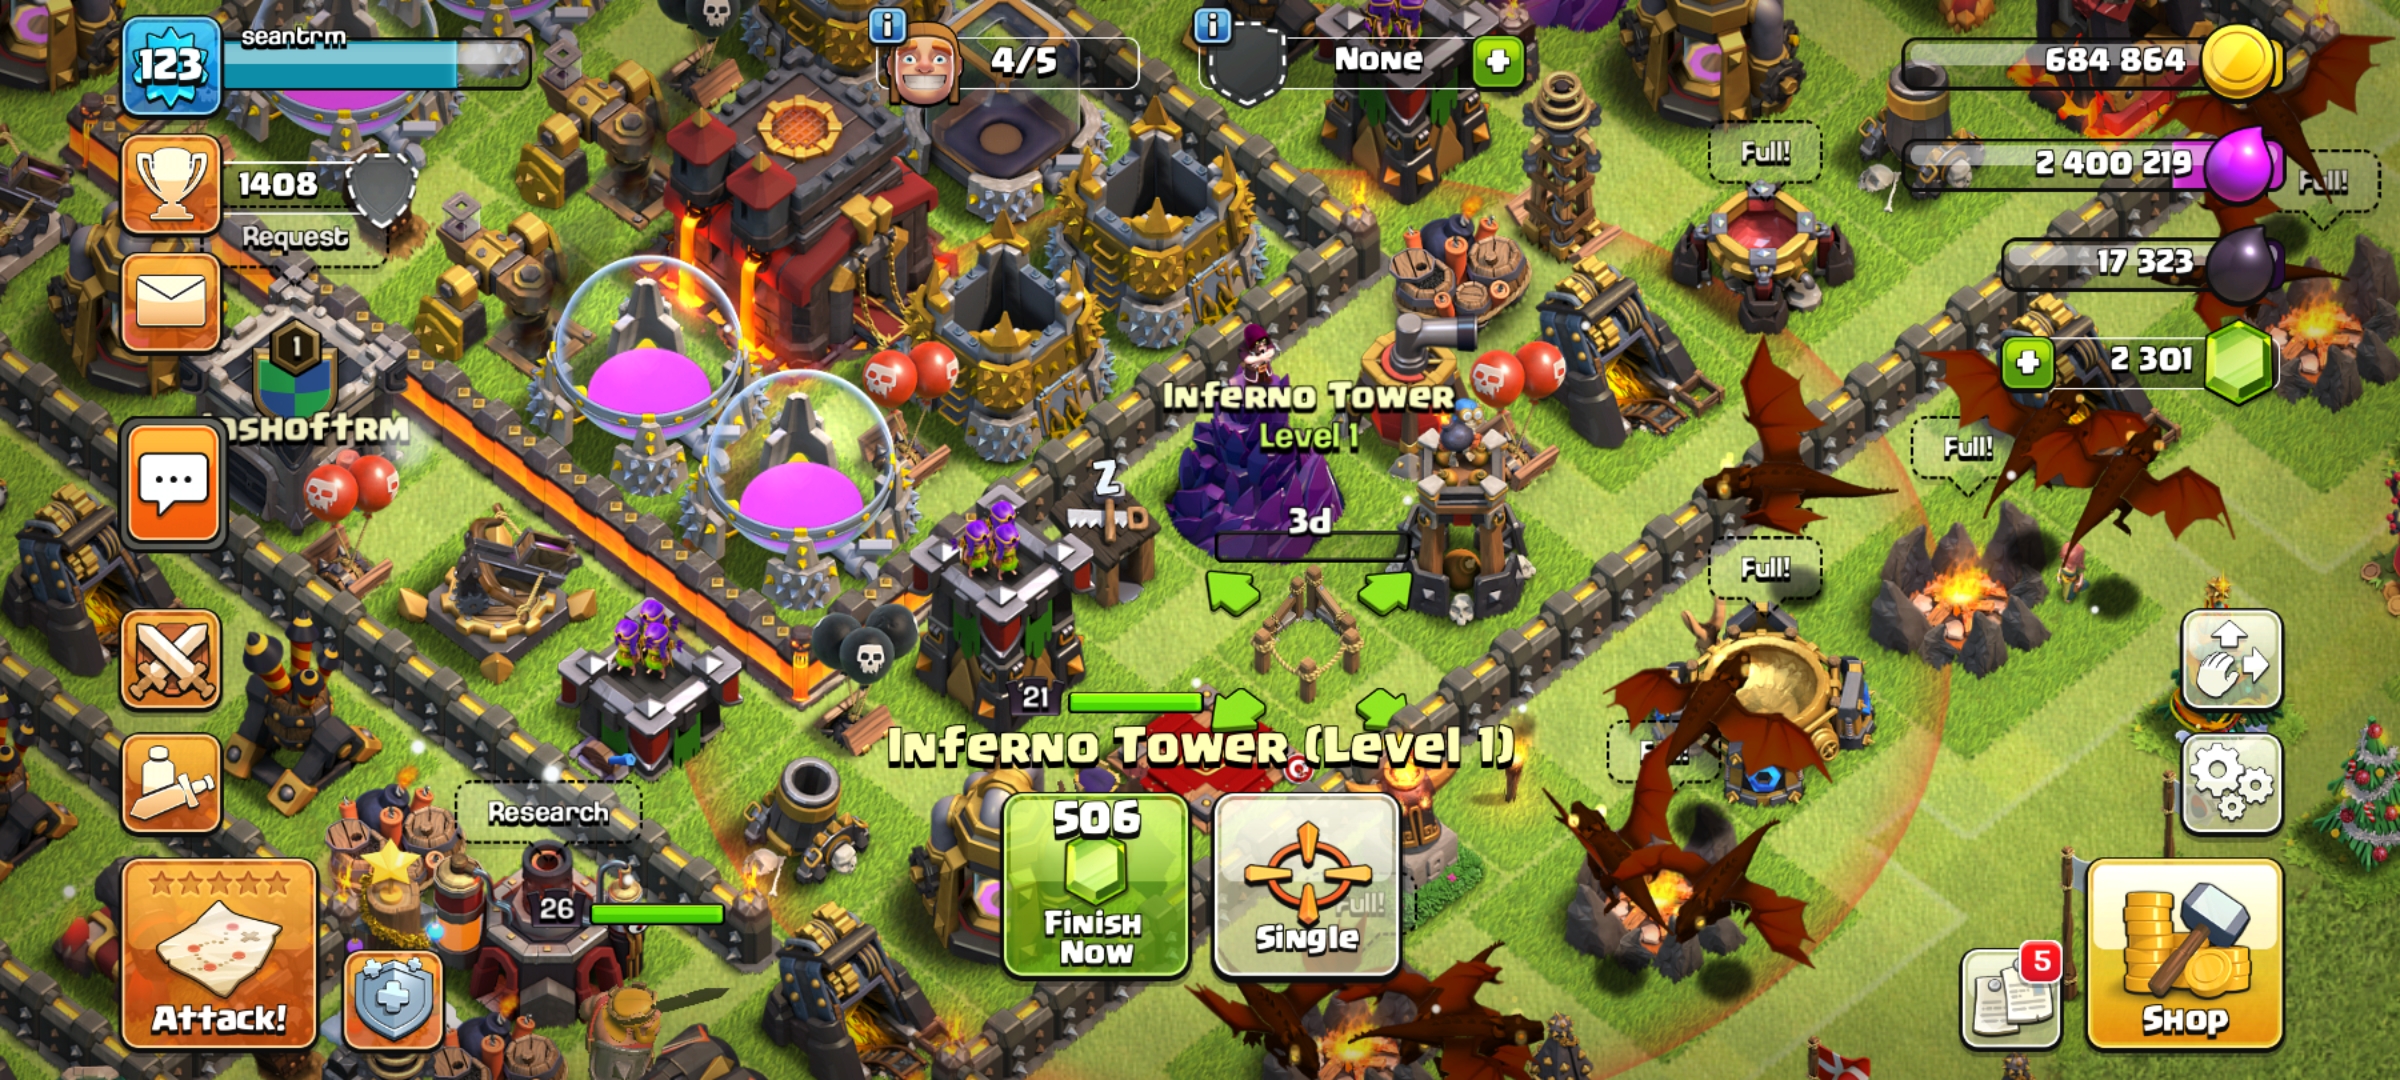 123
seantrm
4/5
None
684 864
1408
Full!
2 400 219
Full!
Request
17 323
1
2 301
Inferno Tower
Level 1
Full!
Z
3d
Full!
21
Inferno Tower (Level 1)
Research
506
Finish
Now
Full!
Single
26
5
Attack!
Shop